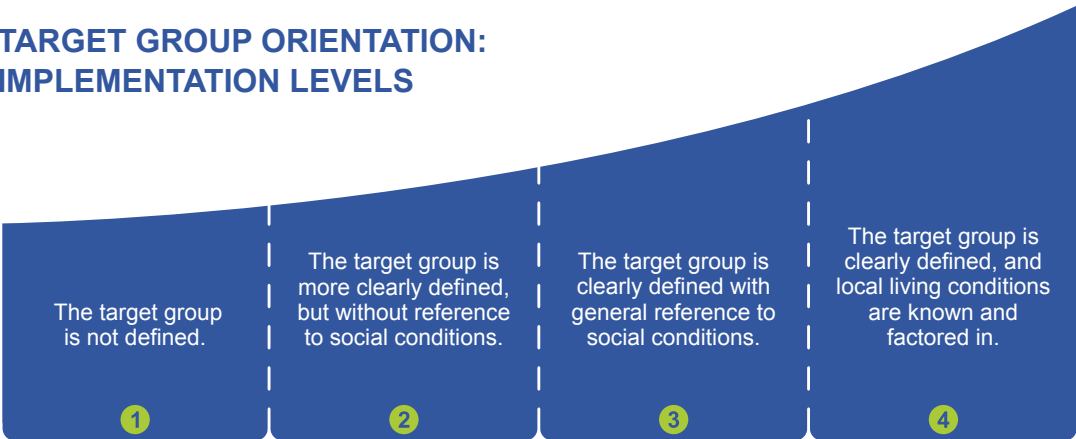 TARGET GROUP ORIENTATION:
IMPLEMENTATION LEVELS
The target group
is not defined.
1
The target group is
more clearly defined,
but without reference
to social conditions.
2
The target group is
clearly defined with
general reference to
social conditions.
3
The target group is
clearly defined, and
local living conditions
are known and
factored in.
4